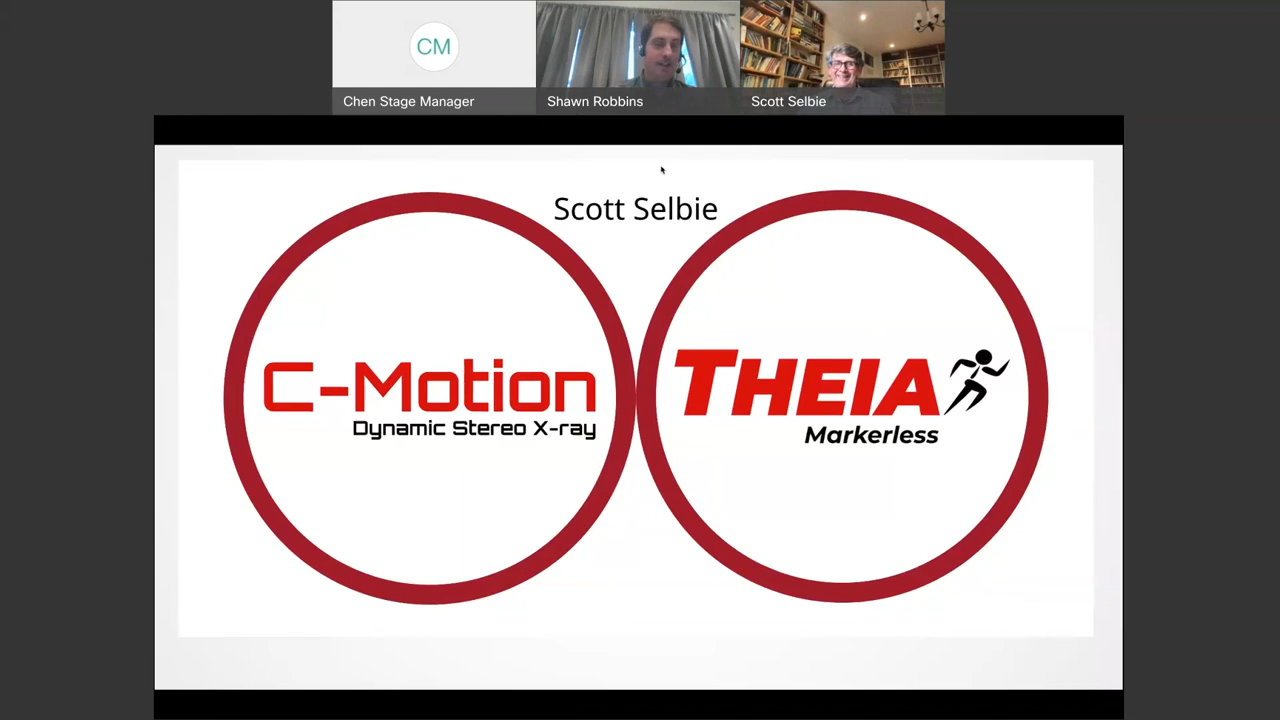 CM
Chen Stage Manager
Shawn Robbins
Scott Selbie
Scott Selbie
C-Motion
Dynamic Stereo X-ray
THEIA
Markerless